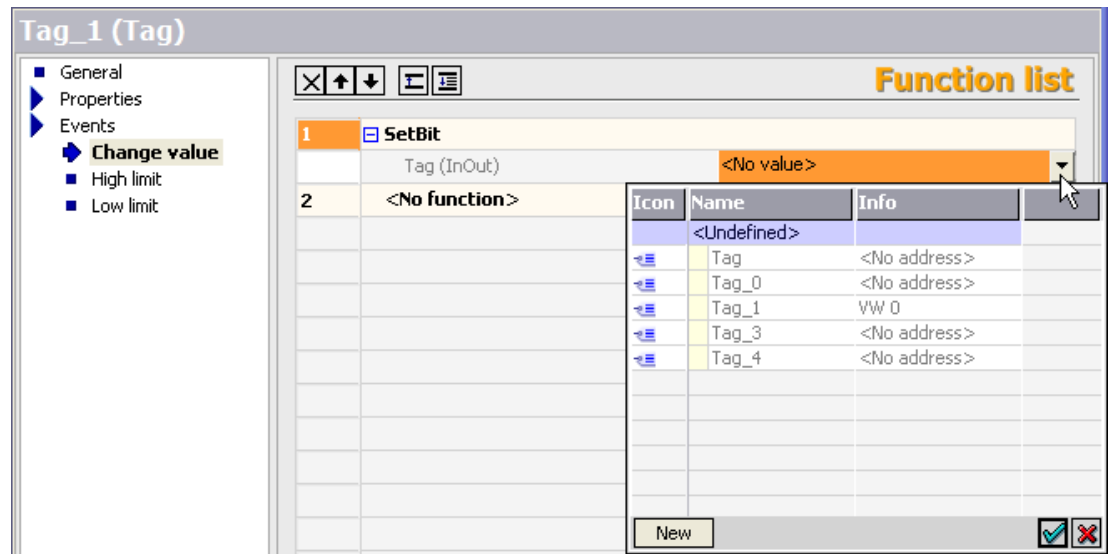 Tag_1 (Tag)
General
Properties
Events
Change value
High limit
Low limit
Function list
1 SetBit
Tag (InOut) <No value>
2 <No function>
Icon Name Info
<Undefined>
Tag <No address>
Tag_0 <No address>
Tag_1 VW 0
Tag_3 <No address>
Tag_4 <No address>
New